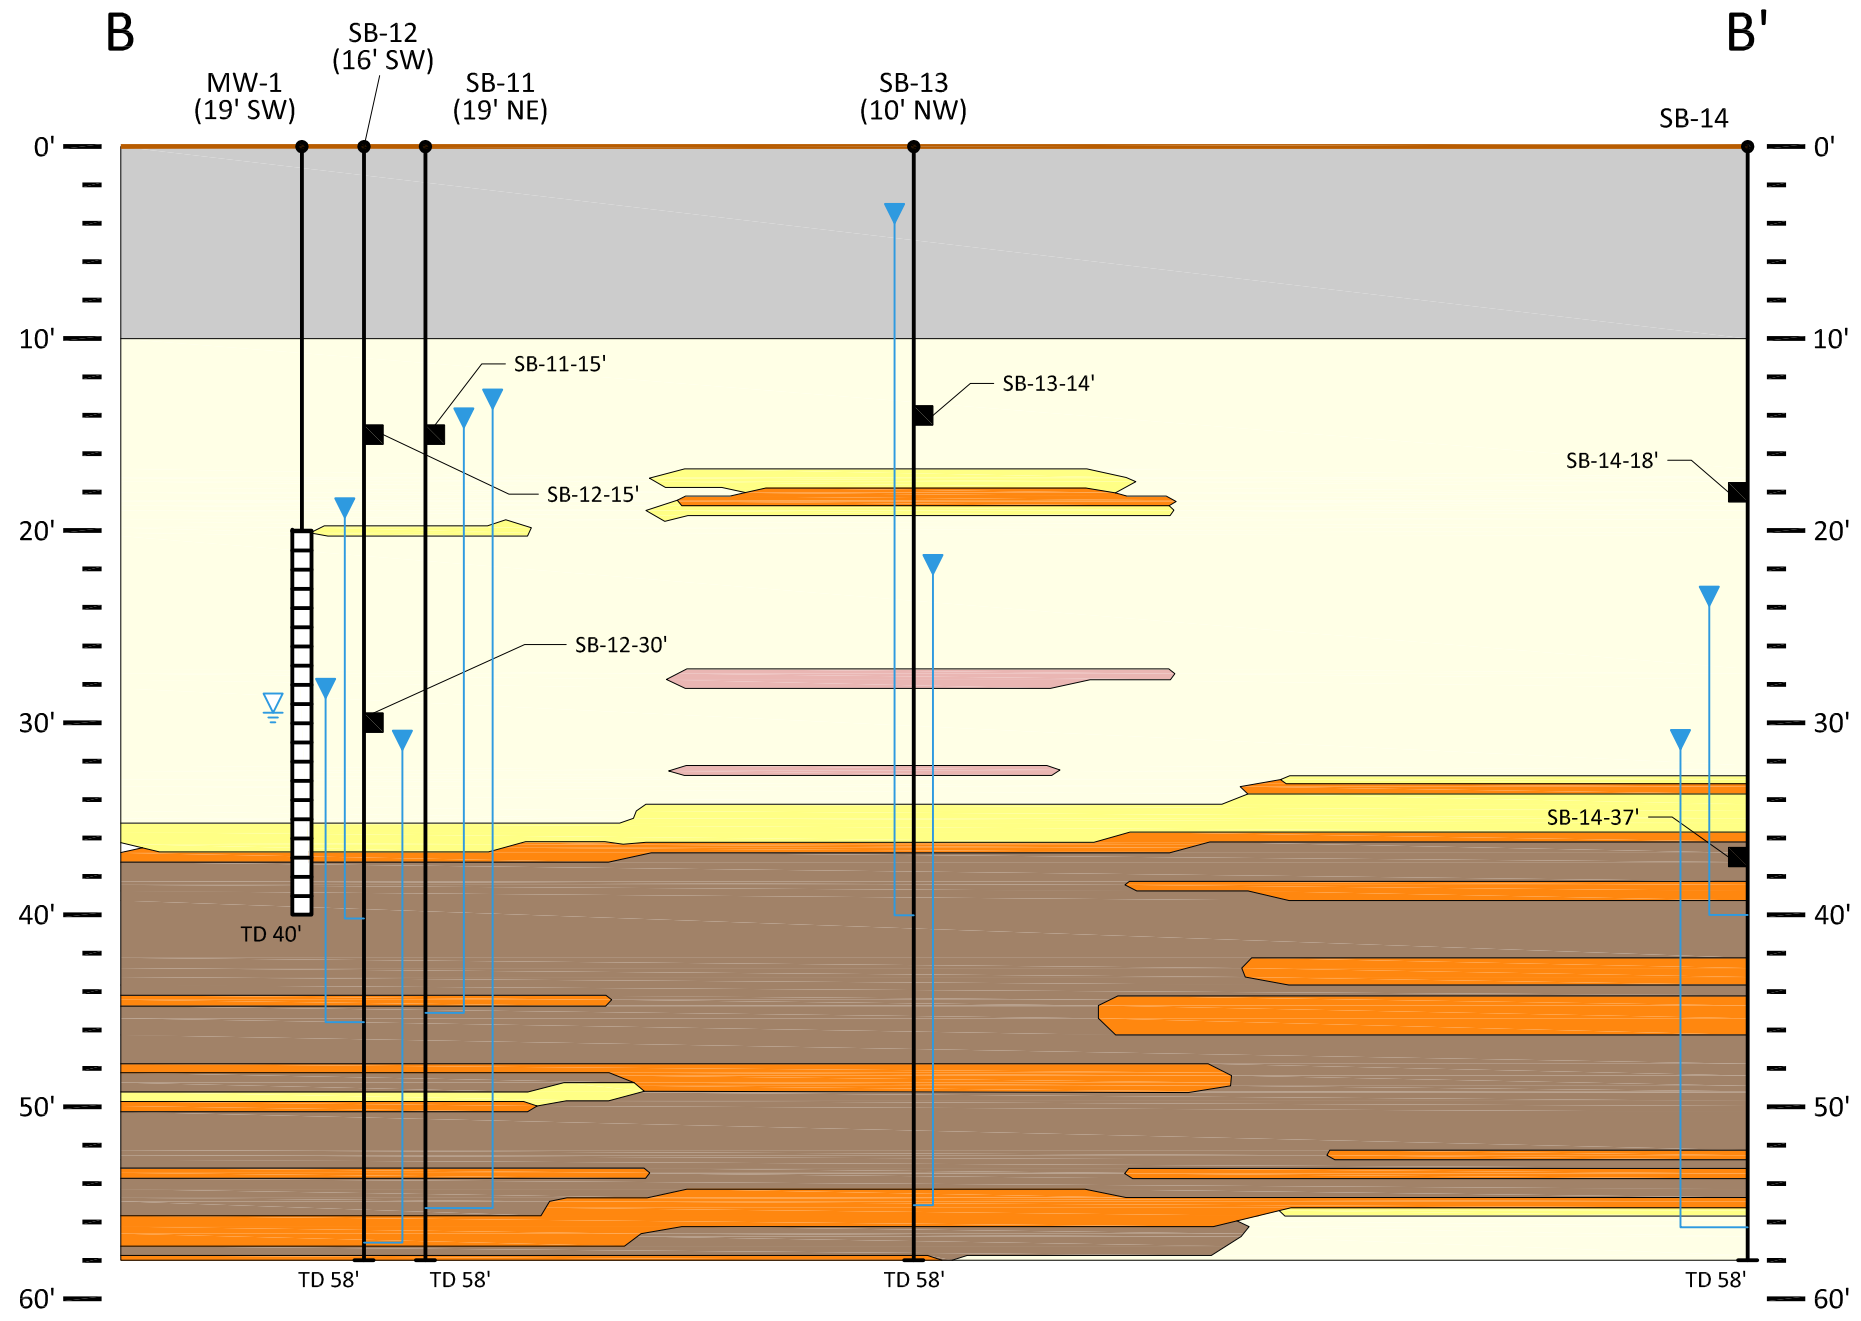 B
B'
SB-12
(16' SW)
MW-1
(19' SW)
SB-11
(19' NE)
SB-13
(10' NW)
SB-14
0'
0'
10'
10'
SB-11-15'
SB-13-14'
SB-14-18'
SB-12-15'
20'
20'
SB-12-30'
30'
30'
SB-14-37'
40'
40'
TD 40'
50'
50'
TD 58'
TD 58'
TD 58'
TD 58'
60'
60'